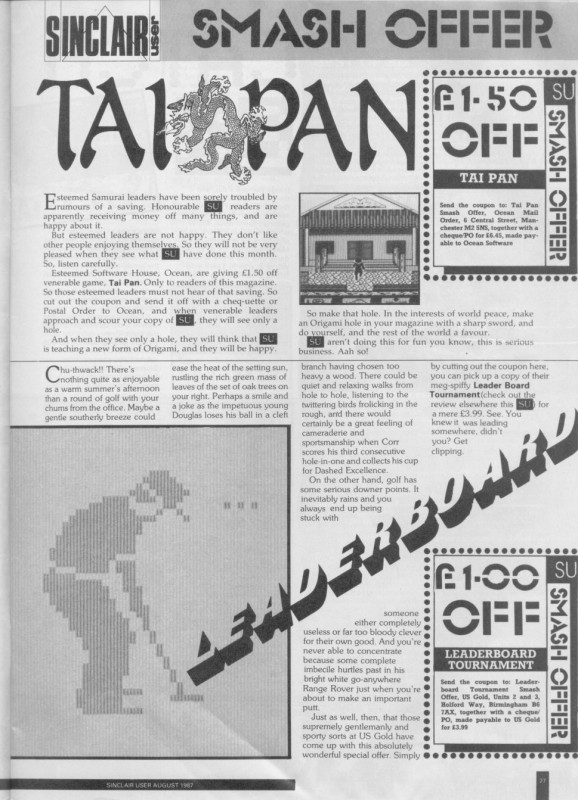 SINCLAIR user
SMASH OFFER
TAI PAN
Esteemed Samurai leaders have been sorely troubled by
rumours of a saving. Honourable SU readers are
apparently receiving money off many things, and are
happy about it.
But esteemed leaders are not happy. They don't like
other people enjoying themselves. So they will not be very
pleased when they see what SU have done this month.
So, listen carefully.
Esteemed Software House, Ocean, are giving £1.50 off
venerable game, Tai Pan. Only to readers of this magazine.
So those esteemed leaders must not hear of that saving. So
cut out the coupon and send it off with a cheq-uette or
Postal Order to Ocean, and when venerable leaders
approach and scour your copy of SU, they will see only a
hole.
And when they see only a hole, they will think that SU
is teaching a new form of Origami, and they will be happy.
So make that hole. In the interests of world peace, make
an Origami hole in your magazine with a sharp sword, and
do yourself, and the rest of the world a favour.
SU aren't doing this for fun you know, this is serious
business. Aah so!
£1.50
OFF
SU
SMASH OFFER
TAI PAN
Send the coupon to: Tai Pan
Smash Offer, Ocean Mail
Order, 6 Central Street, Man-
chester M2 5NS, together with a
cheque/PO for £6.45, made pay-
able to Ocean Software
Chu-thwack!! There's
nothing quite as enjoyable
as a warm summer's afternoon
than a round of golf with your
chums from the office. Maybe a
gentle southerly breeze could
ease the heat of the setting sun,
rustling the rich green mass of
leaves of the set of oak trees on
your right. Perhaps a smile and
a joke as the impetuous young
Douglas loses his ball in a cleft
branch having chosen too
heavy a wood. There could be
quiet and relaxing walks from
hole to hole, listening to the
twittering birds frolicking in the
rough, and there would
certainly be a great feeling of
cameraderie and
sportsmanship when Corr
scores his third consecutive
hole-in-one and collects his cup
for Dashed Excellence.
On the other hand, golf has
some serious downer points. It
inevitably rains and you
always end up being
stuck with
someone
either completely
useless or far too bloody clever
for their own good. And you're
never able to concentrate
because some complete
imbecile hurtles past in his
bright white go-anywhere
Range Rover just when you're
about to make an important
putt.
Just as well, then, that those
supremely gentlemanly and
sporty sorts at US Gold have
come up with this absolutely
wonderful special offer. Simply
by cutting out the coupon here,
you can pick up a copy of their
meg-spiffy Leader Board
Tournament(check out the
review elsewhere this SU) for
a mere £3.99. See. You
knew it was leading
somewhere, didn't
you? Get
clipping.
LEADERBOARD
£1.00
OFF
SU
SMASH OFFER
LEADERBOARD
TOURNAMENT
Send the coupon to: Leader-
board Tournament Smash
Offer, US Gold, Units 2 and 3,
Holford Way, Birmingham B6
7AX, together with a cheque/
PO, made payable to US Gold
for £3.99
SINCLAIR USER AUGUST 1987
27